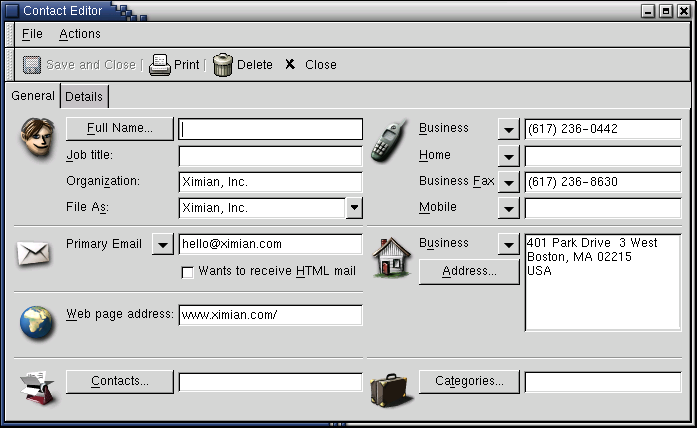 Contact Editor
File Actions
Save and Close Print Delete X Close
General Details
Full Name...
Job title:
Organization: Ximian, Inc.
File As: Ximian, Inc.
Business (617) 236-0442
Home
Business Fax (617) 236-8630
Mobile
Primary Email hello@ximian.com
Wants to receive HTML mail
Business
Address...
401 Park Drive 3 West
Boston, MA 02215
USA
Web page address: www.ximian.com/
Contacts...
Categories...